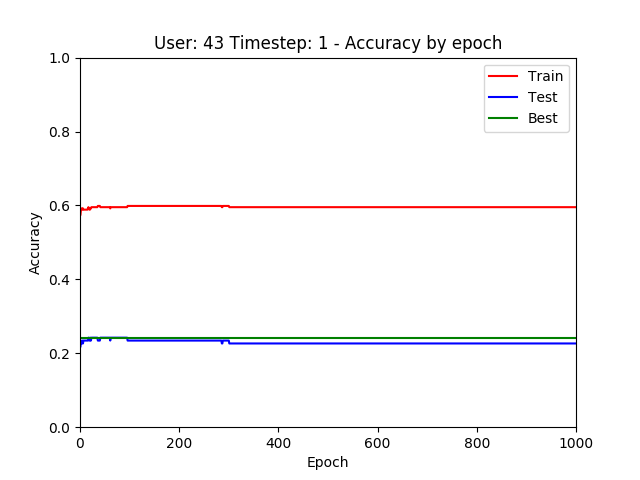 User: 43 Timestep: 1 - Accuracy by epoch
1.0
0.8
0.6
0.4
0.2
0.0
Accuracy
Train
Test
Best
0 200 400 600 800 1000
Epoch